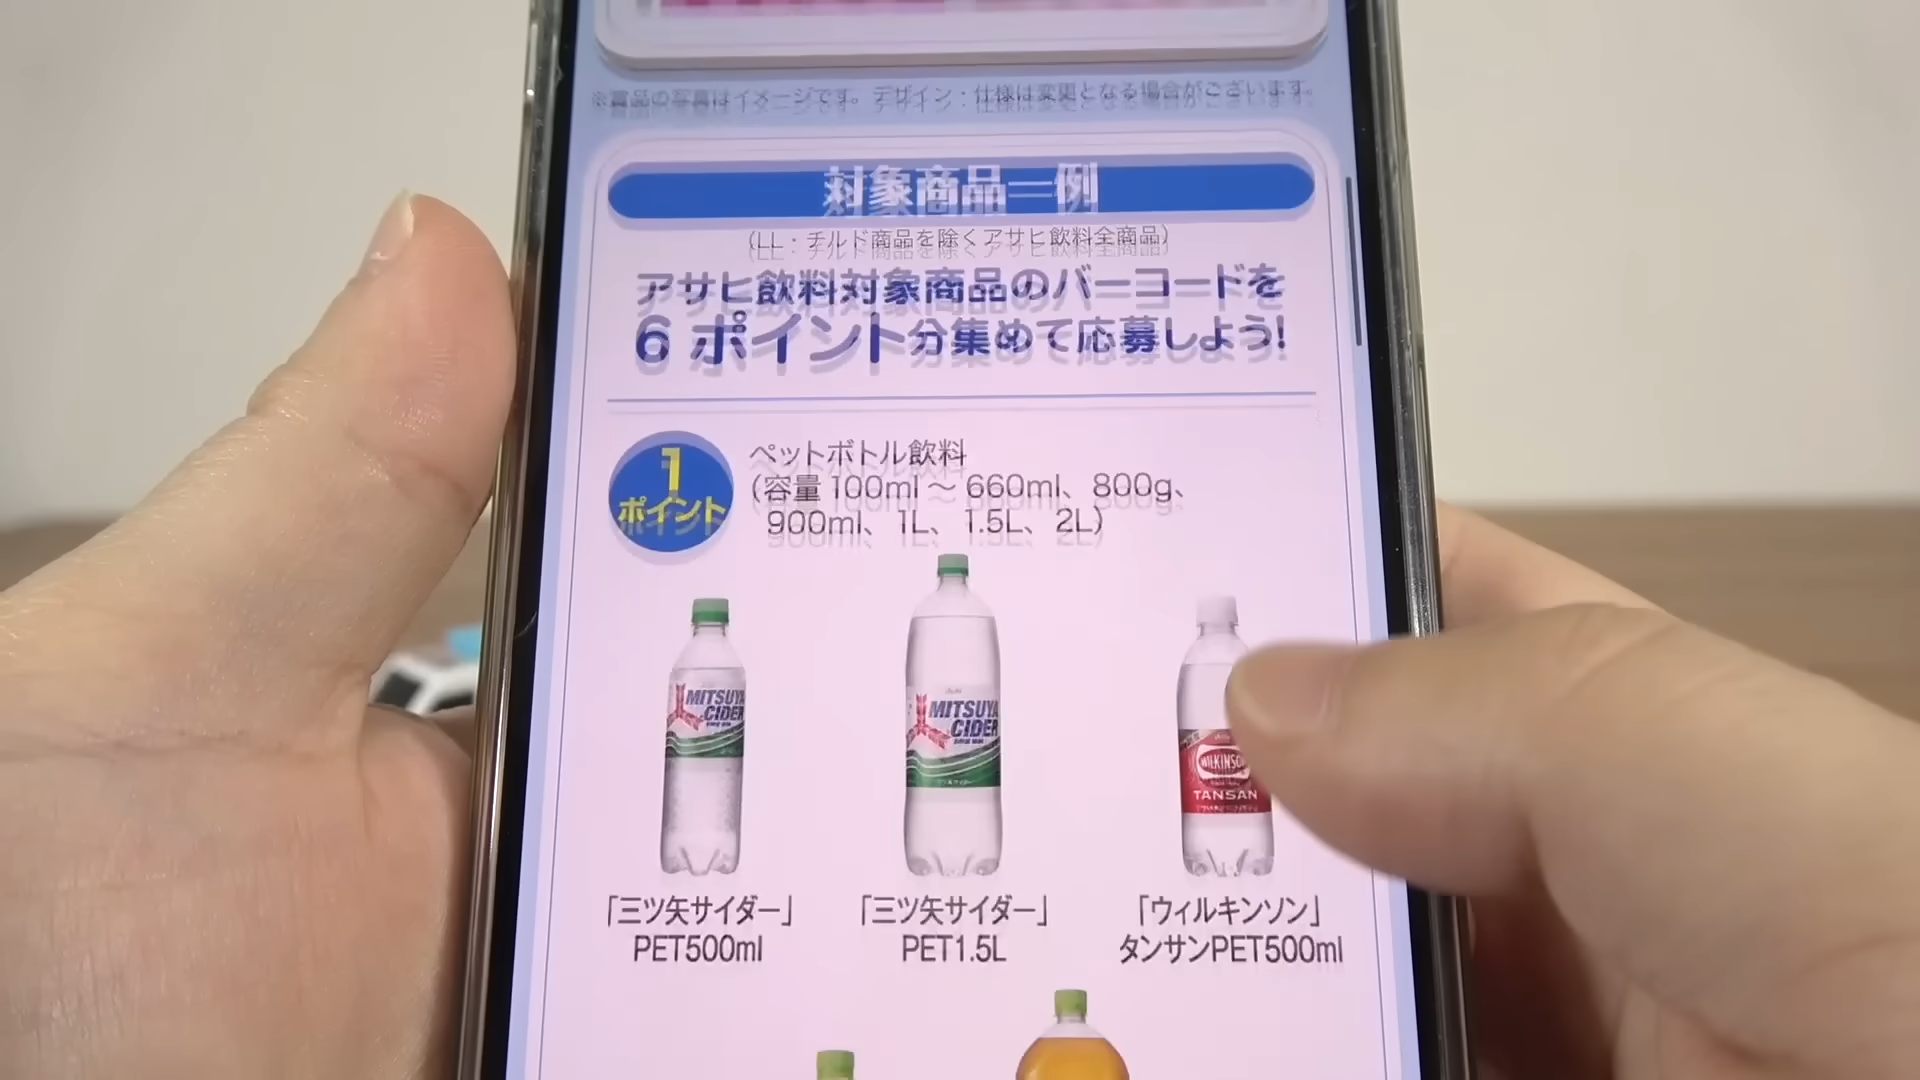 ※賞品の写真はイメージです。デザイン・仕様は変更となる場合がございます。
対象商品一例
(LL・チルド商品を除くアサヒ飲料全商品)
アサヒ飲料対象商品のバーコードを
6ポイント分集めて応募しよう!
1
ポイント
ペットボトル飲料
(容量100ml～660ml、800g、
900ml、1L、1.5L、2L)
MITSUYA
CIDER
MITSUYA
CIDER
WILKINSO
TANSAN
「三ツ矢サイダー」
PET500ml
「三ツ矢サイダー」
PET1.5L
「ウィルキンソン」
タンサンPET500ml